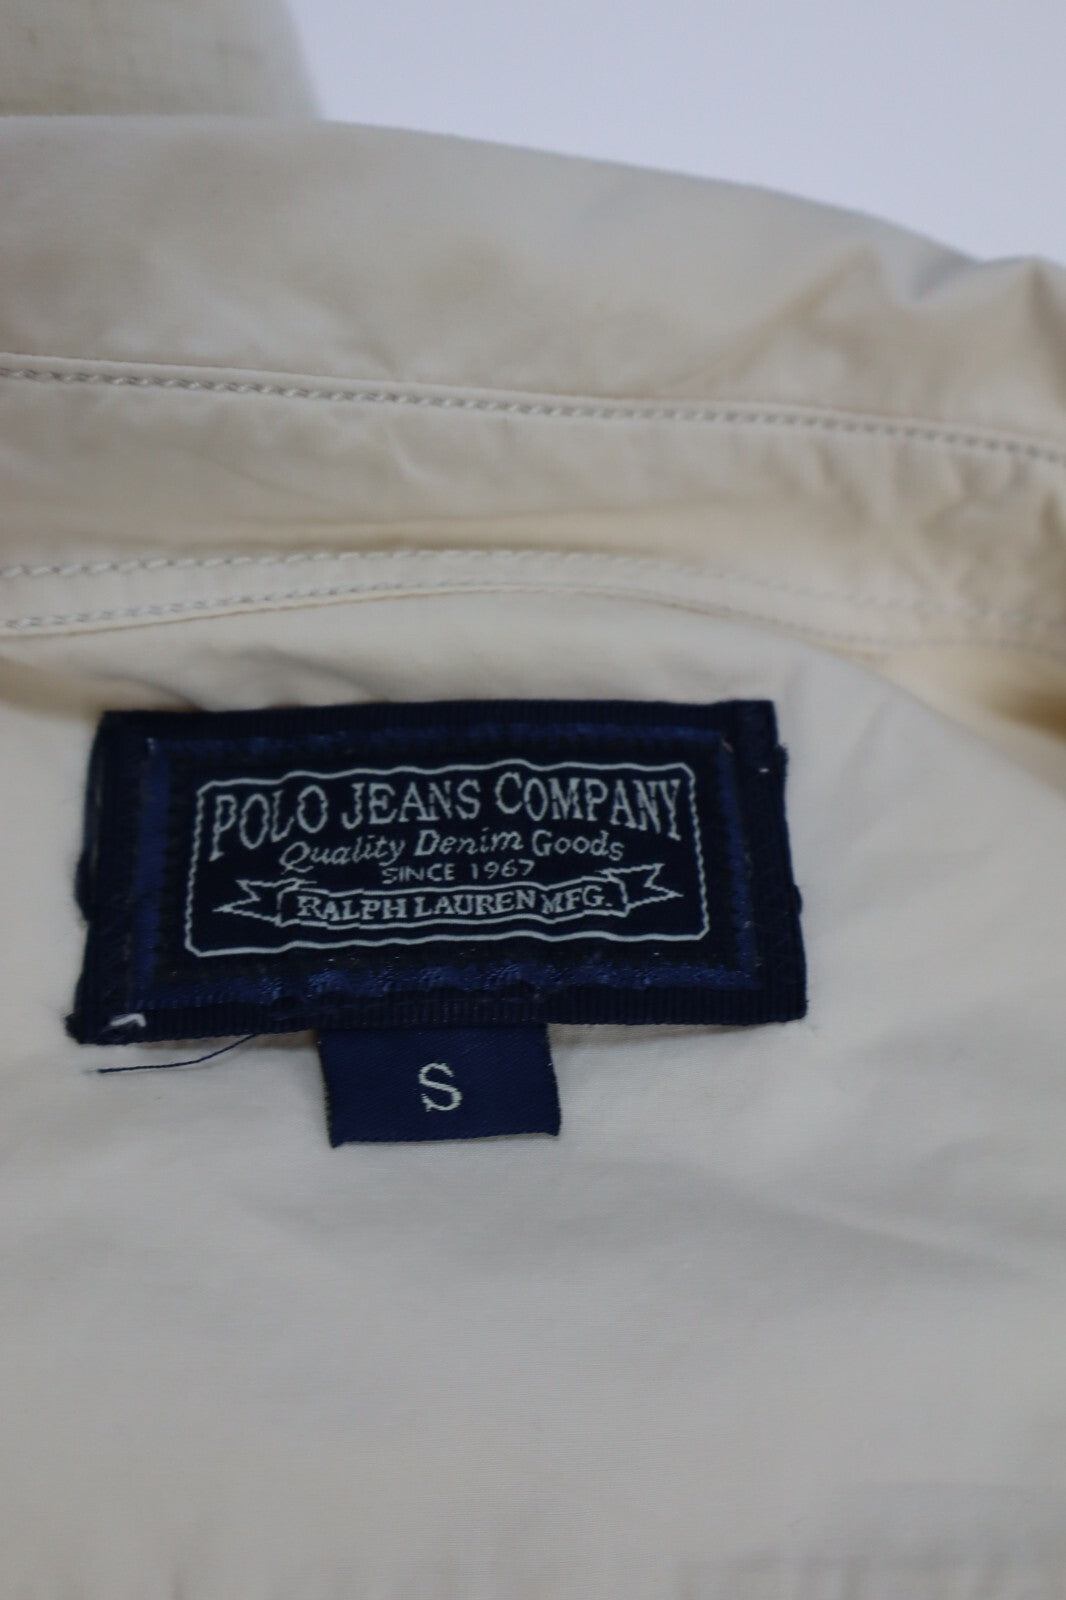 POLO JEANS COMPANY
Quality Denim Goods
SINCE 1967
RALPH LAUREN MFG.
S